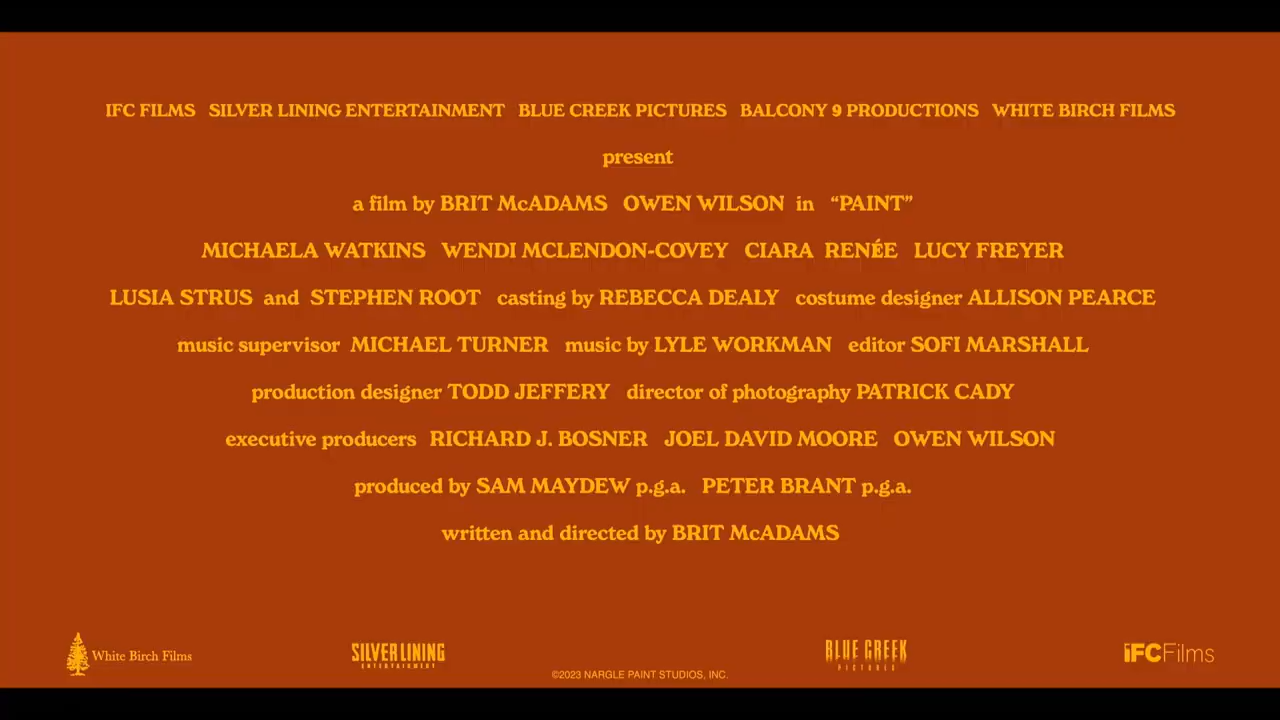 IFC FILMS SILVER LINING ENTERTAINMENT BLUE CREEK PICTURES BALCONY 9 PRODUCTIONS WHITE BIRCH FILMS
present
a film by BRIT McADAMS OWEN WILSON in “PAINT”
MICHAELA WATKINS WENDI MCLENDON-COVEY CIARA RENÉE LUCY FREYER
LUSIA STRUS and STEPHEN ROOT casting by REBECCA DEALY costume designer ALLISON PEARCE
music supervisor MICHAEL TURNER music by LYLE WORKMAN editor SOFI MARSHALL
production designer TODD JEFFERY director of photography PATRICK CADY
executive producers RICHARD J. BOSNER JOEL DAVID MOORE OWEN WILSON
produced by SAM MAYDEW p.g.a. PETER BRANT p.g.a.
written and directed by BRIT McADAMS
White Birch Films
SILVER LINING
ENTERTAINMENT
BLUE CREEK
PICTURES
IFC Films
©2023 NARGLE PAINT STUDIOS, INC.